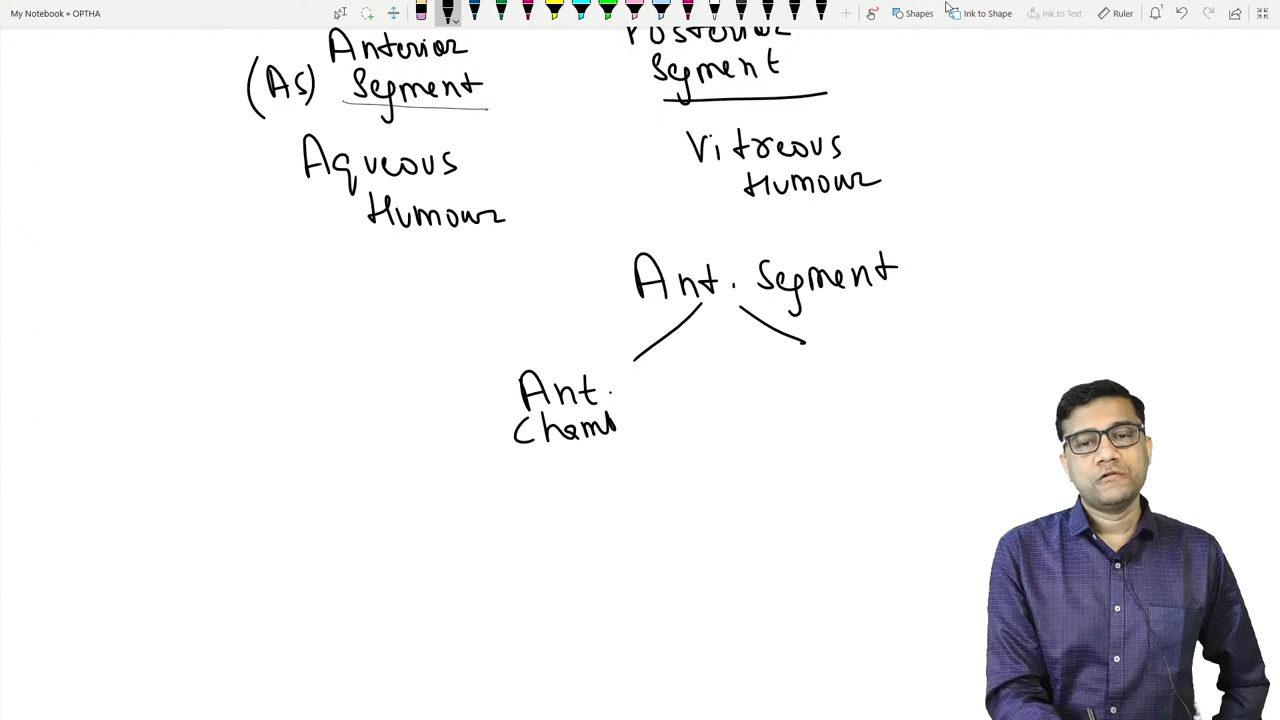 My Notebook » OPTHA
Shapes
Ink to Shape
Ink to Text
Ruler
Anterior
(AS) Segment
Posterior
Segment
Aqueous
Humour
Vitreous
Humour
Ant. Segment
Ant.
Chamb